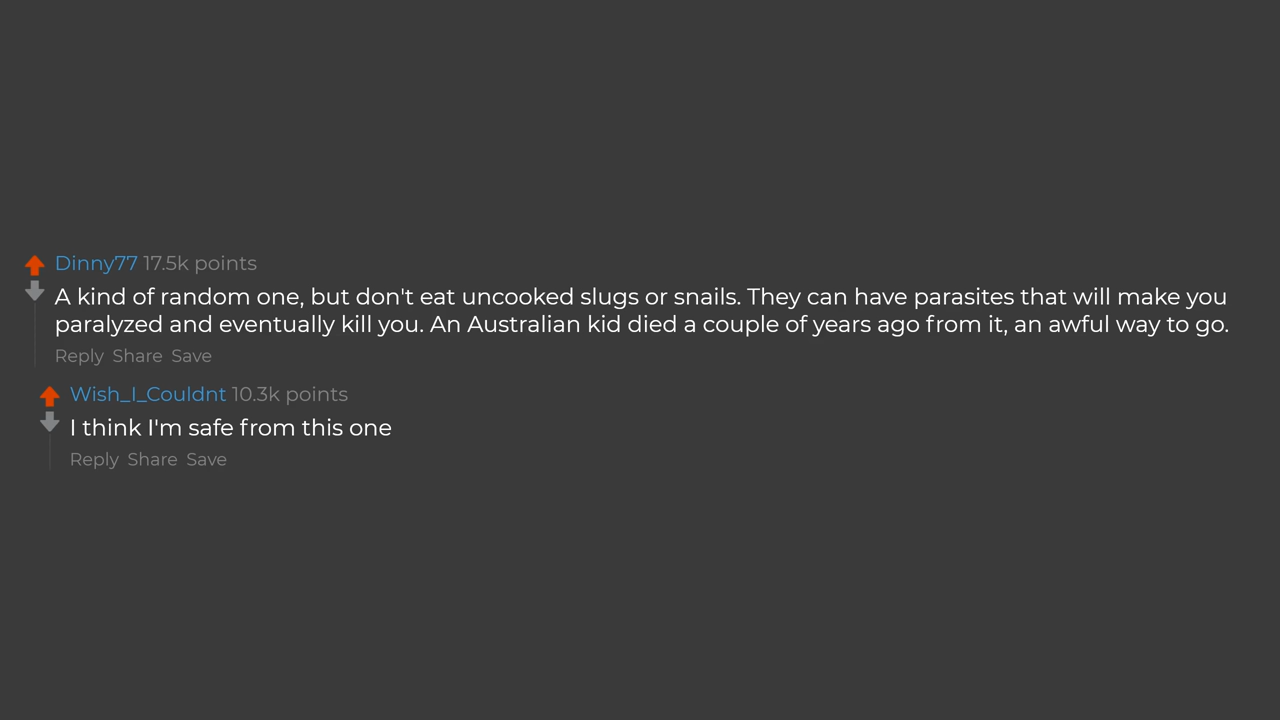 Dinny77 17.5k points
A kind of random one, but don't eat uncooked slugs or snails. They can have parasites that will make you
paralyzed and eventually kill you. An Australian kid died a couple of years ago from it, an awful way to go.
Reply Share Save
Wish_I_Couldnt 10.3k points
I think I'm safe from this one
Reply Share Save